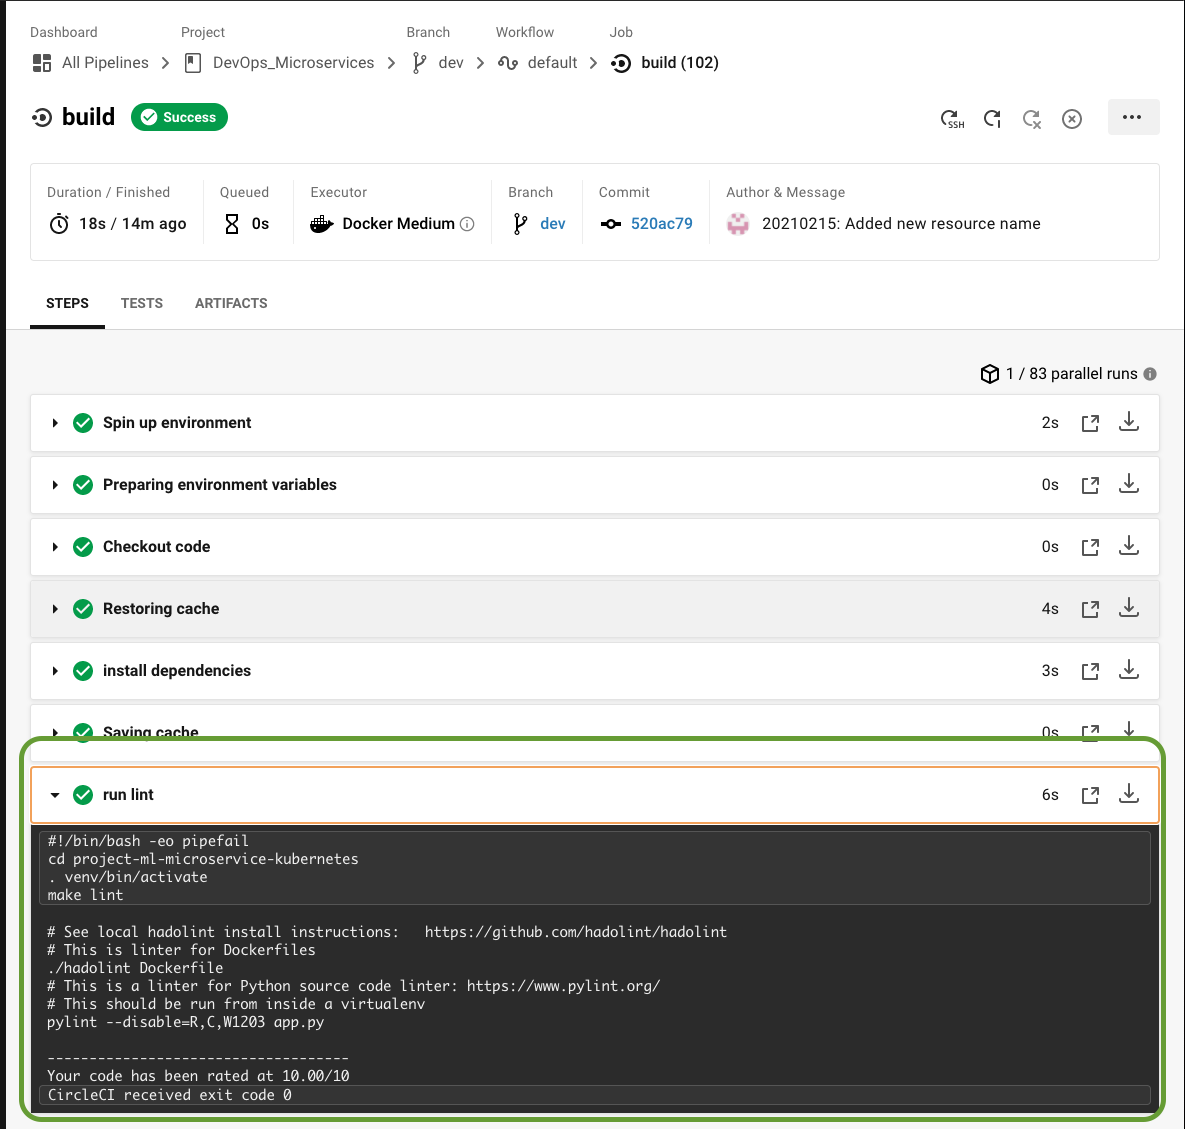 Dashboard Project Branch Workflow Job
All Pipelines DevOps_Microservices dev default build (102)
build Success SSH
Duration / Finished Queued Executor Branch Commit Author & Message
18s / 14m ago 0s Docker Medium dev 520ac79 20210215: Added new resource name
STEPS TESTS ARTIFACTS
1 / 83 parallel runs
Spin up environment 2s
Preparing environment variables 0s
Checkout code 0s
Restoring cache 4s
install dependencies 3s
Saving cache 0s
run lint 6s
#!/bin/bash -eo pipefail
cd project-ml-microservice-kubernetes
. venv/bin/activate
make lint
# See local hadolint install instructions:   https://github.com/hadolint/hadolint
# This is linter for Dockerfiles
./hadolint Dockerfile
# This is a linter for Python source code linter: https://www.pylint.org/
# This should be run from inside a virtualenv
pylint --disable=R,C,W1203 app.py
------------------------------------
Your code has been rated at 10.00/10
CircleCI received exit code 0